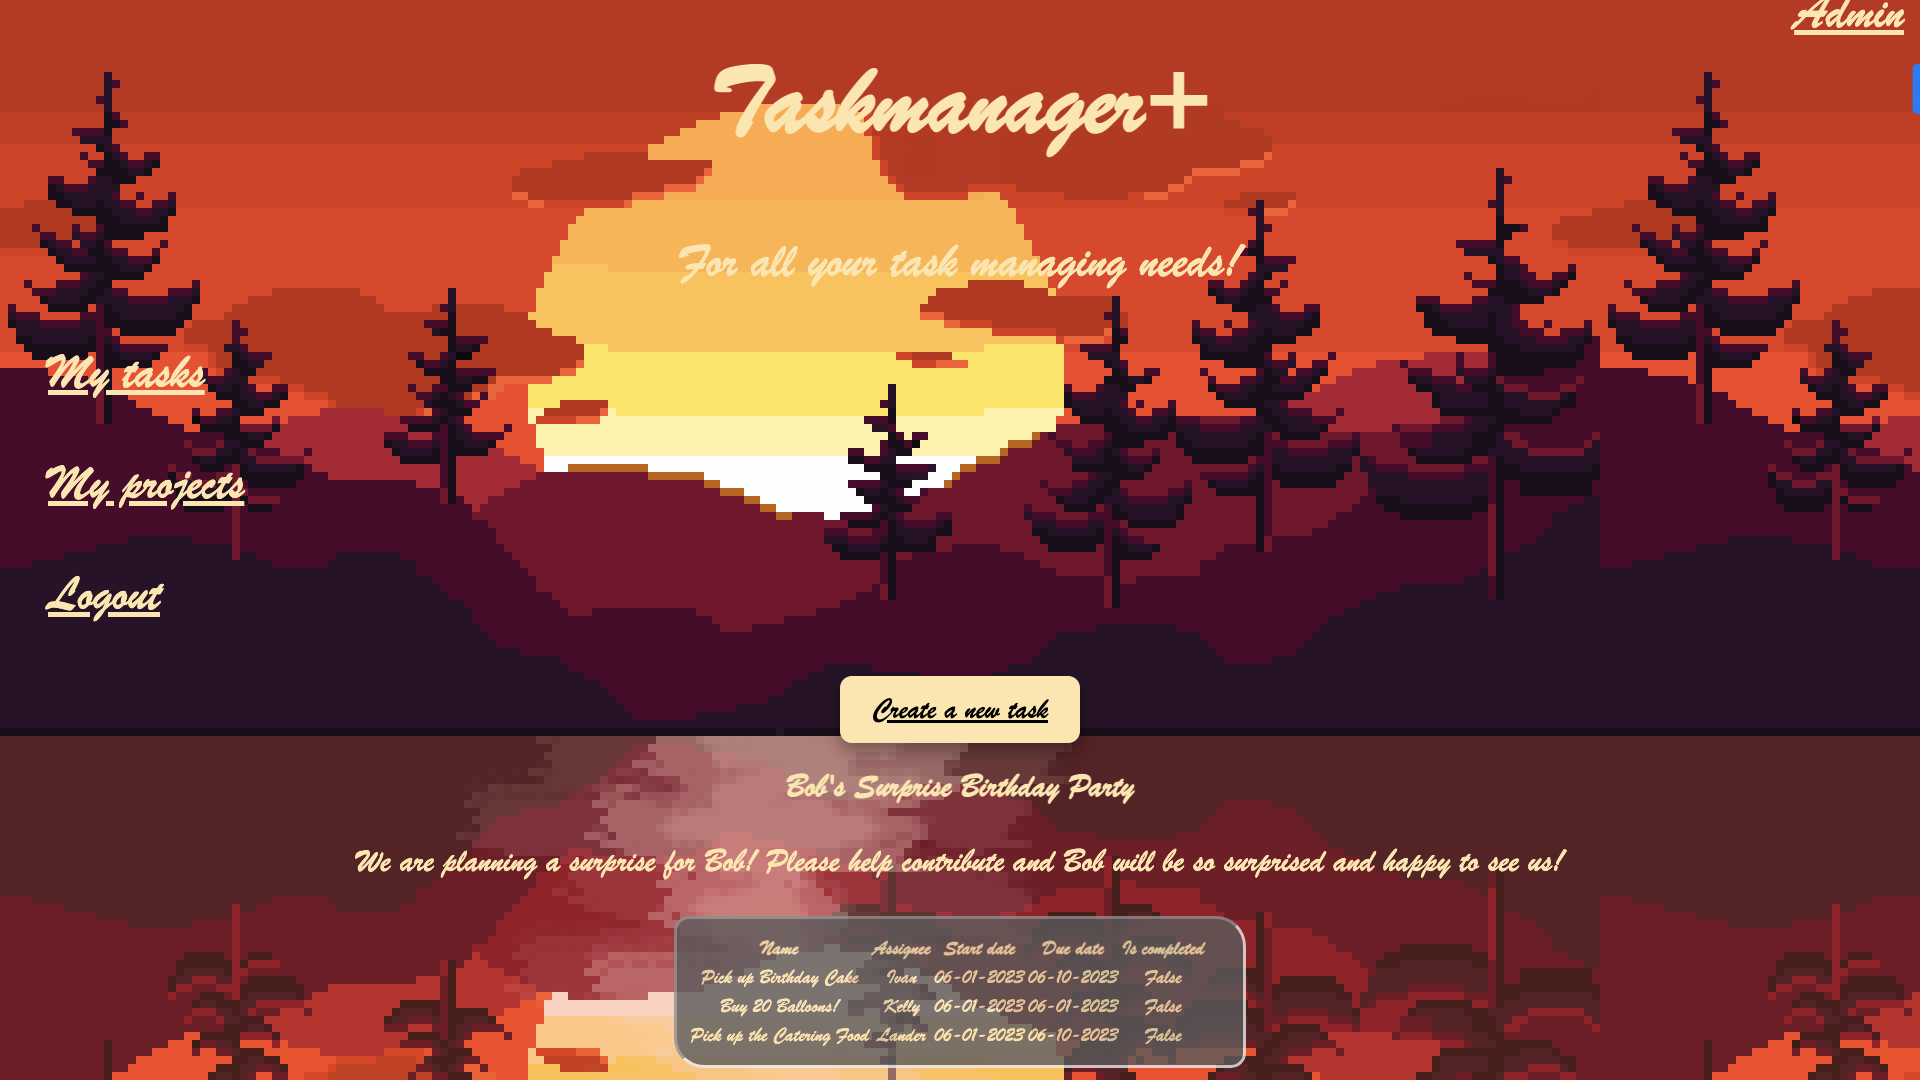 Admin
Taskmanager+
For all your task managing needs!
My tasks
My projects
Logout
Create a new task
Bob's Surprise Birthday Party
We are planning a surprise for Bob! Please help contribute and Bob will be so surprised and happy to see us!
Name Assignee Start date Due date Is completed
Pick up Birthday Cake Ivan 06-01-2023 06-10-2023 False
Buy 20 Balloons! Kelly 06-01-2023 06-01-2023 False
Pick up the Catering Food Lander 06-01-2023 06-10-2023 False